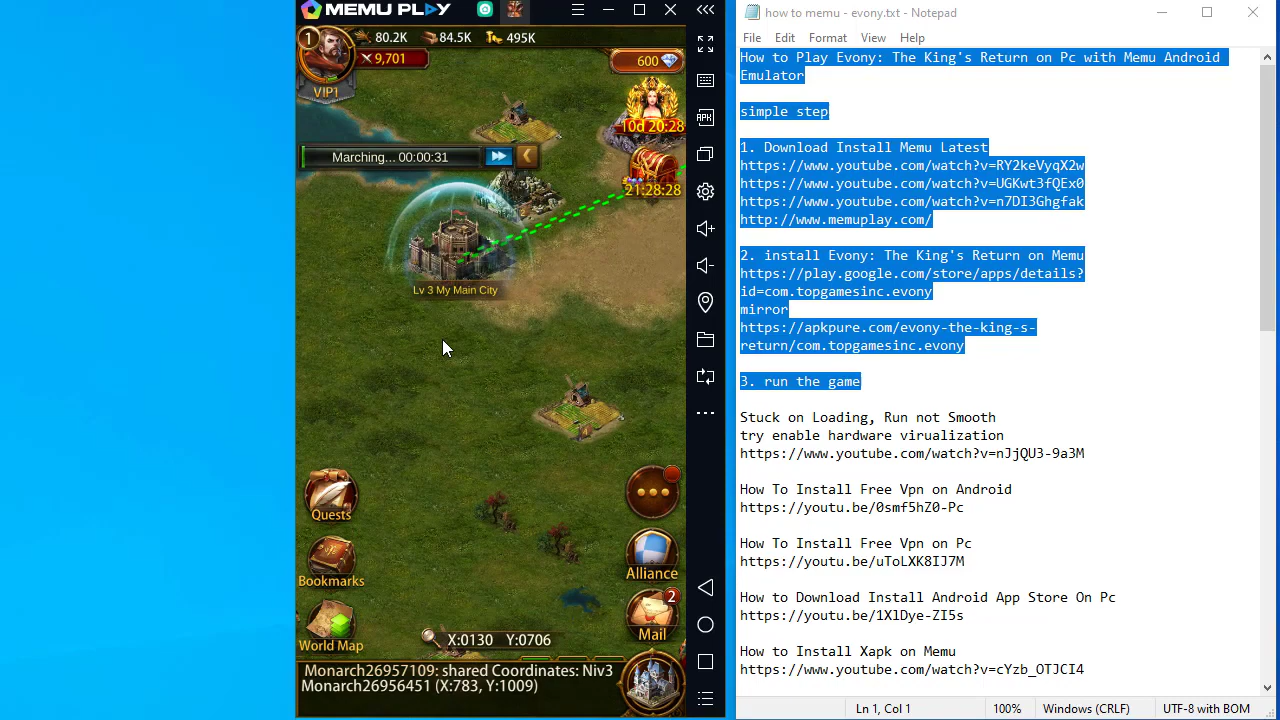 MEMU PLAY
1
80.2K
84.5K
495K
9,701
600
VIP1
10d 20:28
Marching... 00:00:31
21:28:28
Lv 3 My Main City
4
Quests
Bookmarks
Alliance
2
World Map
Mail
X:0130 Y:0706
Monarch26957109: shared Coordinates: Niv3
Monarch26956451 (X:783, Y:1009)
APK
how to memu - evony.txt - Notepad
File Edit Format View Help
How to Play Evony: The King's Return on Pc with Memu Android
Emulator
simple step
1. Download Install Memu Latest
https://www.youtube.com/watch?v=RY2keVyqX2w
https://www.youtube.com/watch?v=UGKwt3fQEx0
https://www.youtube.com/watch?v=n7DI3Ghgfak
http://www.memuplay.com/
2. install Evony: The King's Return on Memu
https://play.google.com/store/apps/details?
id=com.topgamesinc.evony
mirror
https://apkpure.com/evony-the-king-s-
return/com.topgamesinc.evony
3. run the game
Stuck on Loading, Run not Smooth
try enable hardware virualization
https://www.youtube.com/watch?v=nJjQU3-9a3M
How To Install Free Vpn on Android
https://youtu.be/0smf5hZ0-Pc
How To Install Free Vpn on Pc
https://youtu.be/uToLXK8IJ7M
How to Download Install Android App Store On Pc
https://youtu.be/1XlDye-ZI5s
How to Install Xapk on Memu
https://www.youtube.com/watch?v=cYzb_OTJCI4
Ln 1, Col 1
100%
Windows (CRLF)
UTF-8 with BOM